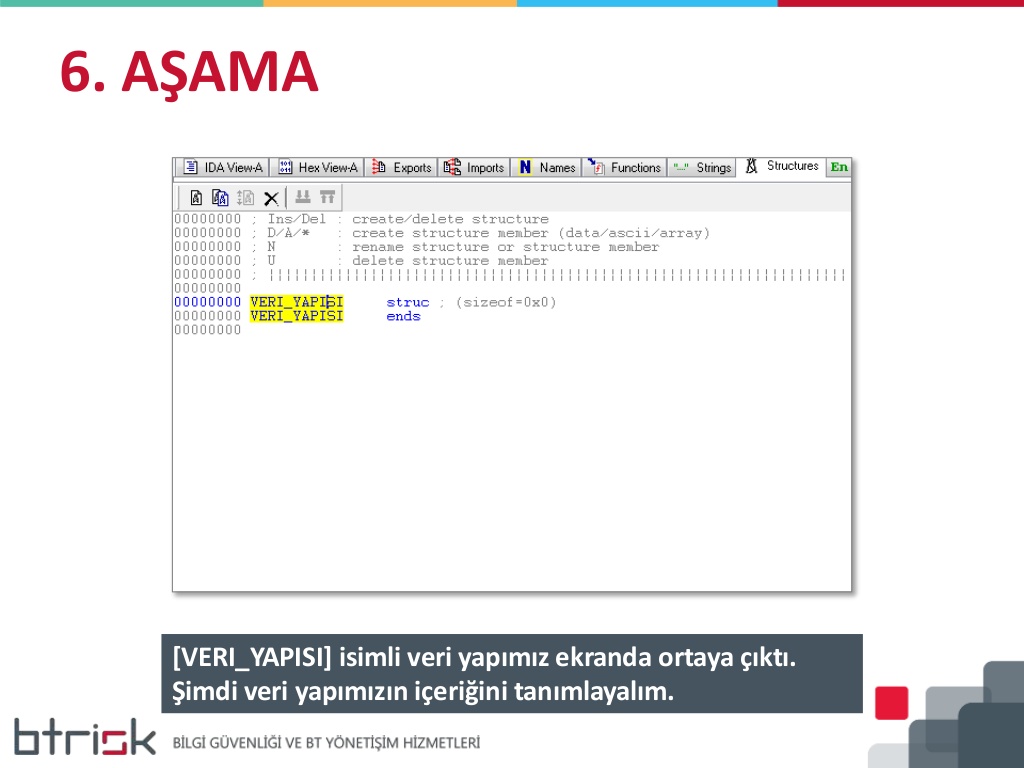 6. AŞAMA
IDA View-A Hex View-A Exports Imports N Names Functions "..." Strings Structures En
00000000 ; Ins/Del : create/delete structure
00000000 ; D/A/* : create structure member (data/ascii/array)
00000000 ; N : rename structure or structure member
00000000 ; U : delete structure member
00000000 ; ||||||||||||||||||||||||||||||||||||||||||||||||||||||||||||||||||||
00000000
00000000 VERI_YAPISI struc ; (sizeof=0x0)
00000000 VERI_YAPISI ends
00000000
[VERI_YAPISI] isimli veri yapımız ekranda ortaya çıktı.
Şimdi veri yapımızın içeriğini tanımlayalım.
btrisk BİLGİ GÜVENLİĞİ VE BT YÖNETİŞİM HİZMETLERİ